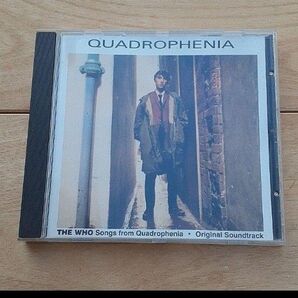 QUADROPHENIA
THE WHO Songs from Quadrophenia • Original Soundtrack